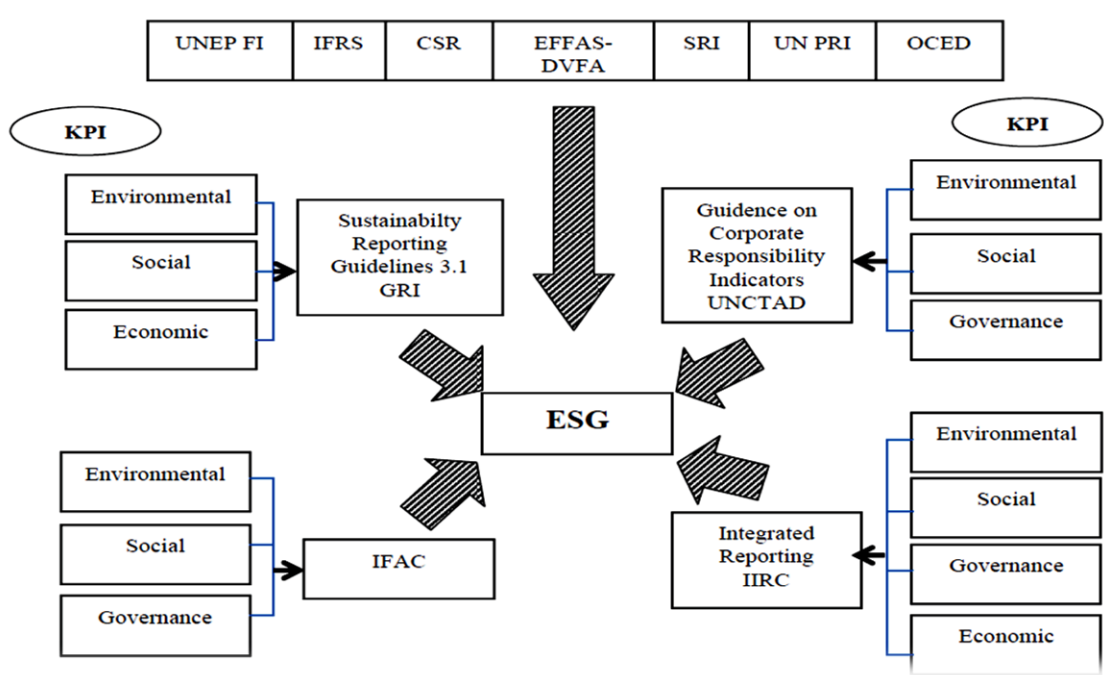 UNEP FI
IFRS
CSR
EFFAS-
DVFA
SRI
UN PRI
OCED
KPI
KPI
Environmental
Social
Economic
Sustainabilty
Reporting
Guidelines 3.1
GRI
Guidence on
Corporate
Responsibility
Indicators
UNCTAD
Environmental
Social
Governance
ESG
Environmental
Social
Governance
IFAC
Integrated
Reporting
IIRC
Environmental
Social
Governance
Economic